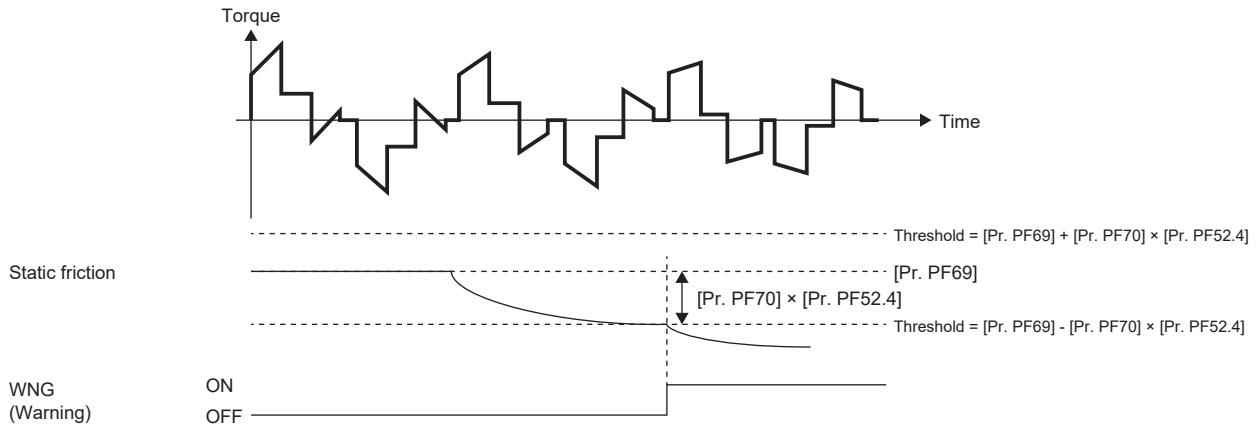 Torque
Time
Threshold = [Pr. PF69] + [Pr. PF70] × [Pr. PF52.4]
Static friction
[Pr. PF69]
[Pr. PF70] × [Pr. PF52.4]
Threshold = [Pr. PF69] - [Pr. PF70] × [Pr. PF52.4]
WNG
(Warning)
ON
OFF